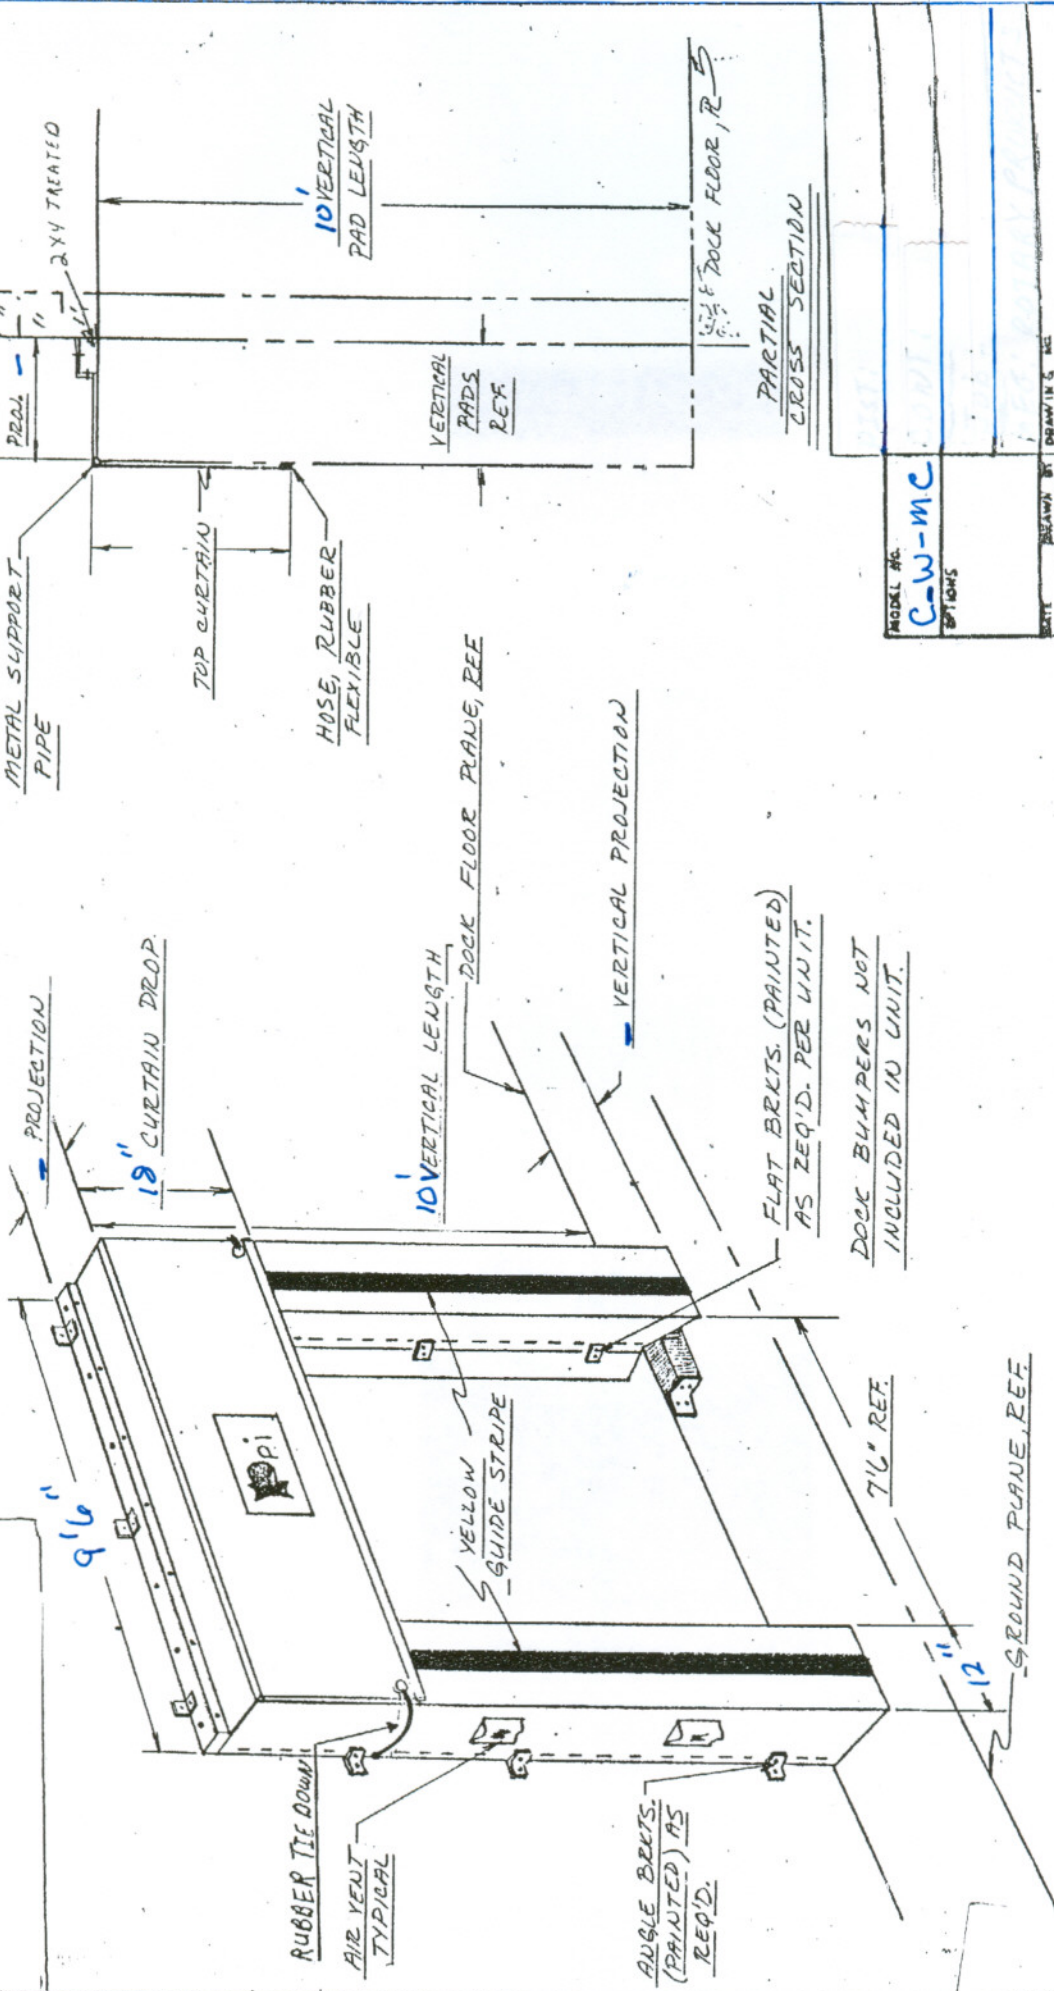 PROJECTION
18" CURTAIN DROP
9'6"
10' VERTICAL LENGTH
DOCK FLOOR PLANE, REF
VERTICAL PROJECTION
pi
YELLOW
GUIDE STRIPE
RUBBER TIE DOWN
AIR VENT
TYPICAL
ANGLE BRKTS.
(PAINTED) AS
REQ'D.
FLAT BRKTS. (PAINTED)
AS REQ'D. PER UNIT.
DOCK BUMPERS NOT
INCLUDED IN UNIT.
7'6" REF.
12"
GROUND PLANE, REF.
METAL SUPPORT
PIPE
PROJ. -
2X4 TREATED
TOP CURTAIN
HOSE, RUBBER
FLEXIBLE
10' VERTICAL
PAD LENGTH
VERTICAL
PADS
REF.
DOCK FLOOR, R
PARTIAL
CROSS SECTION
MODEL NO.
C-W-MC
OPTIONS
DATE
DRAWN BY
DRAWING NO.